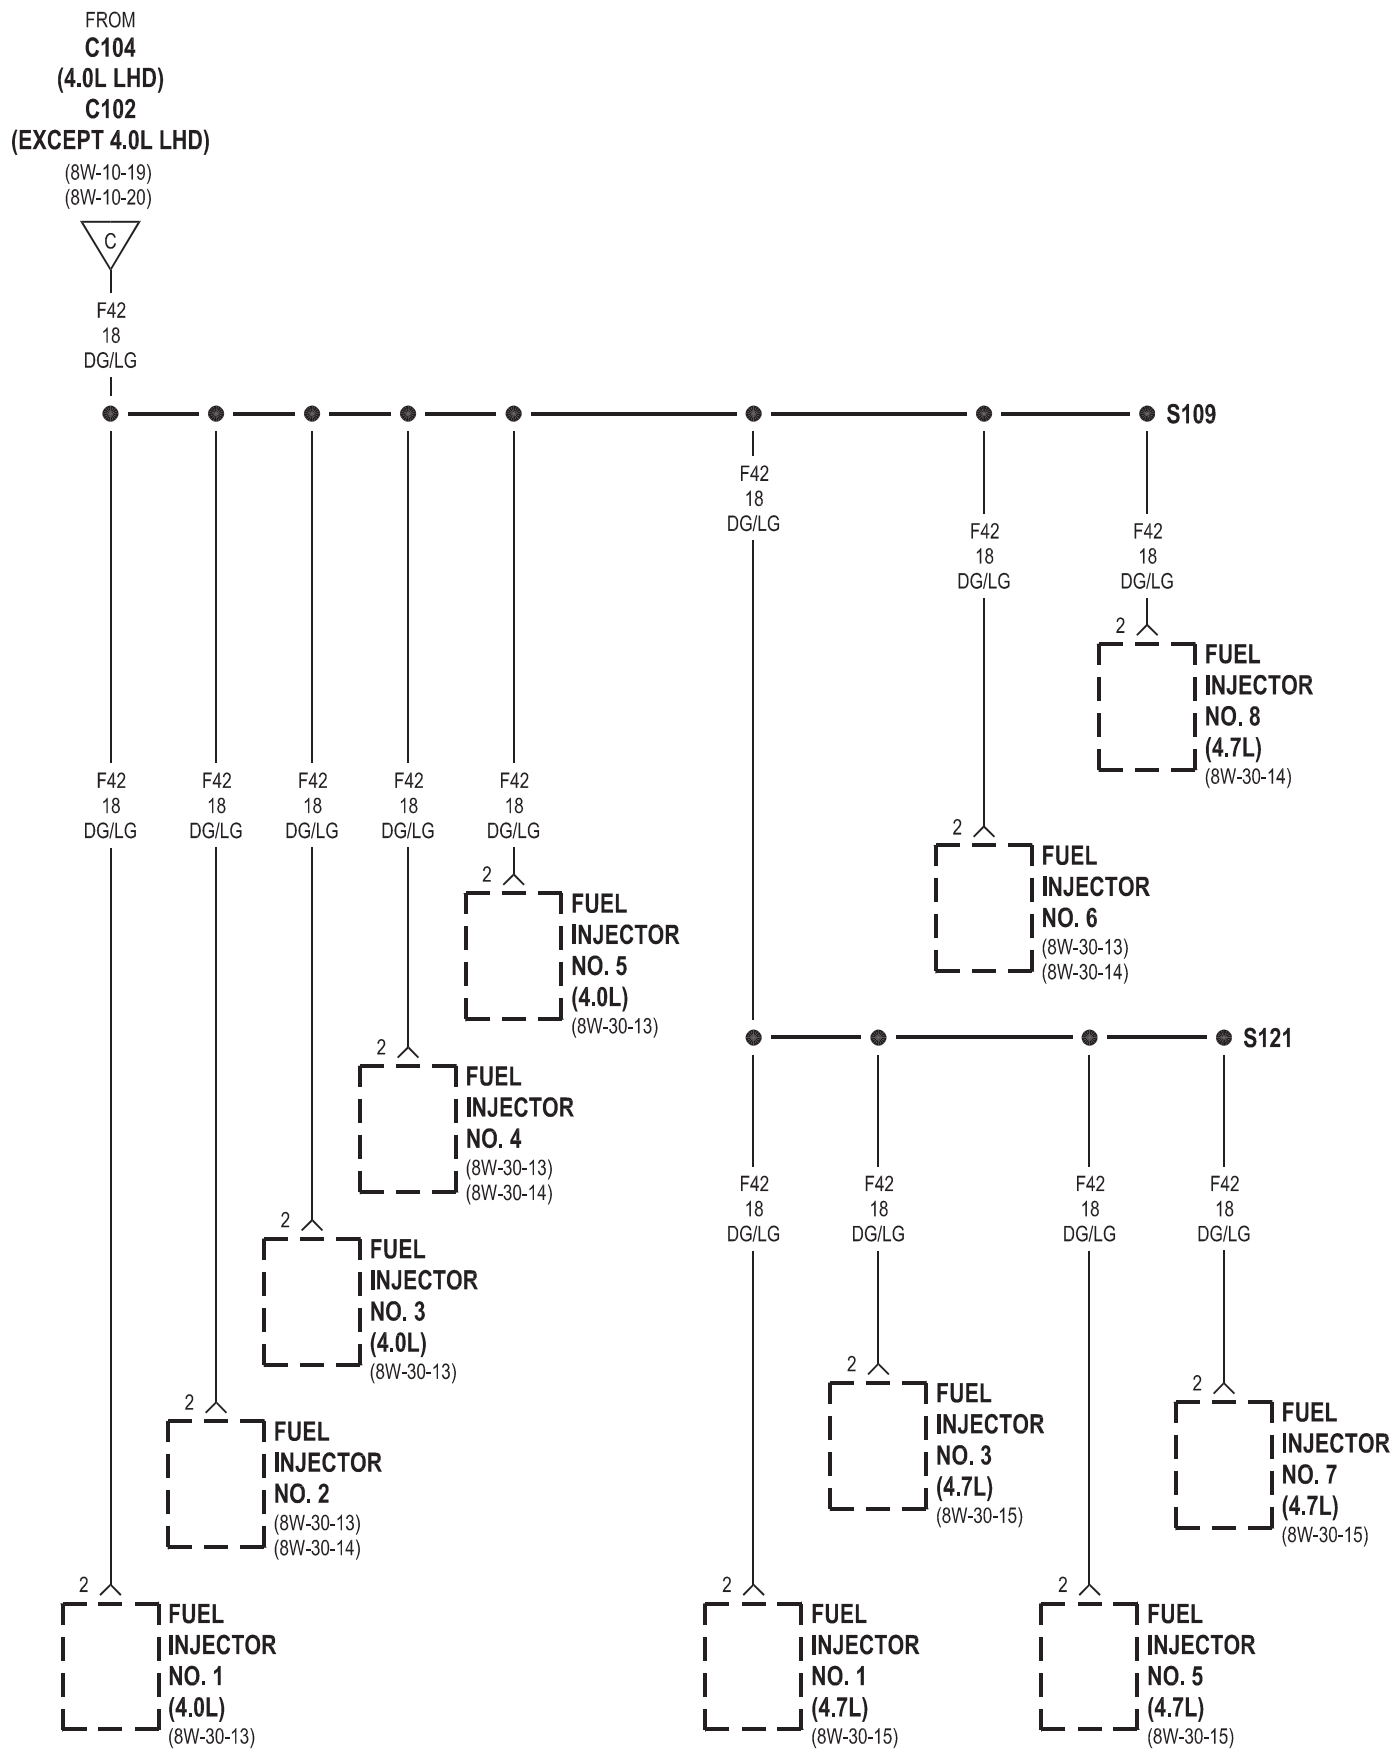 FROM
C104
(4.0L LHD)
C102
(EXCEPT 4.0L LHD)
(8W-10-19)
(8W-10-20)
C
F42
18
DG/LG
S109
F42
18
DG/LG
F42
18
DG/LG
F42
18
DG/LG
2
FUEL
INJECTOR
NO. 8
(4.7L)
(8W-30-14)
F42
18
DG/LG
F42
18
DG/LG
F42
18
DG/LG
F42
18
DG/LG
F42
18
DG/LG
2
FUEL
INJECTOR
NO. 6
(8W-30-13)
(8W-30-14)
2
FUEL
INJECTOR
NO. 5
(4.0L)
(8W-30-13)
S121
2
FUEL
INJECTOR
NO. 4
(8W-30-13)
(8W-30-14)
F42
18
DG/LG
F42
18
DG/LG
F42
18
DG/LG
F42
18
DG/LG
2
FUEL
INJECTOR
NO. 3
(4.0L)
(8W-30-13)
2
FUEL
INJECTOR
NO. 3
(4.7L)
(8W-30-15)
2
FUEL
INJECTOR
NO. 7
(4.7L)
(8W-30-15)
2
FUEL
INJECTOR
NO. 2
(8W-30-13)
(8W-30-14)
2
FUEL
INJECTOR
NO. 1
(4.0L)
(8W-30-13)
2
FUEL
INJECTOR
NO. 1
(4.7L)
(8W-30-15)
2
FUEL
INJECTOR
NO. 5
(4.7L)
(8W-30-15)